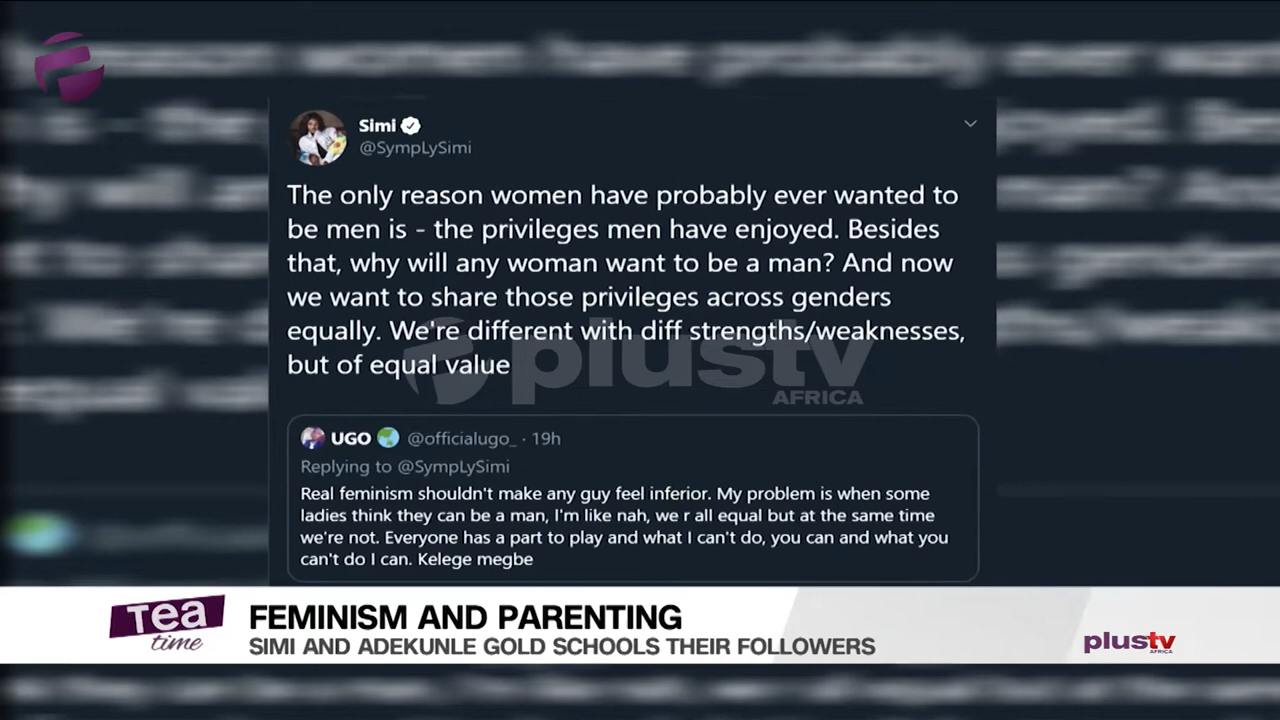 Simi
@SympLySimi
The only reason women have probably ever wanted to
be men is - the privileges men have enjoyed. Besides
that, why will any woman want to be a man? And now
we want to share those privileges across genders
equally. We're different with diff strengths/weaknesses,
but of equal value
plustv
AFRICA
UGO @officialugo_ · 19h
Replying to @SympLySimi
Real feminism shouldn't make any guy feel inferior. My problem is when some
ladies think they can be a man, I'm like nah, we r all equal but at the same time
we're not. Everyone has a part to play and what I can't do, you can and what you
can't do I can. Kelege megbe
Tea
time
FEMINISM AND PARENTING
SIMI AND ADEKUNLE GOLD SCHOOLS THEIR FOLLOWERS
plustv
AFRICA